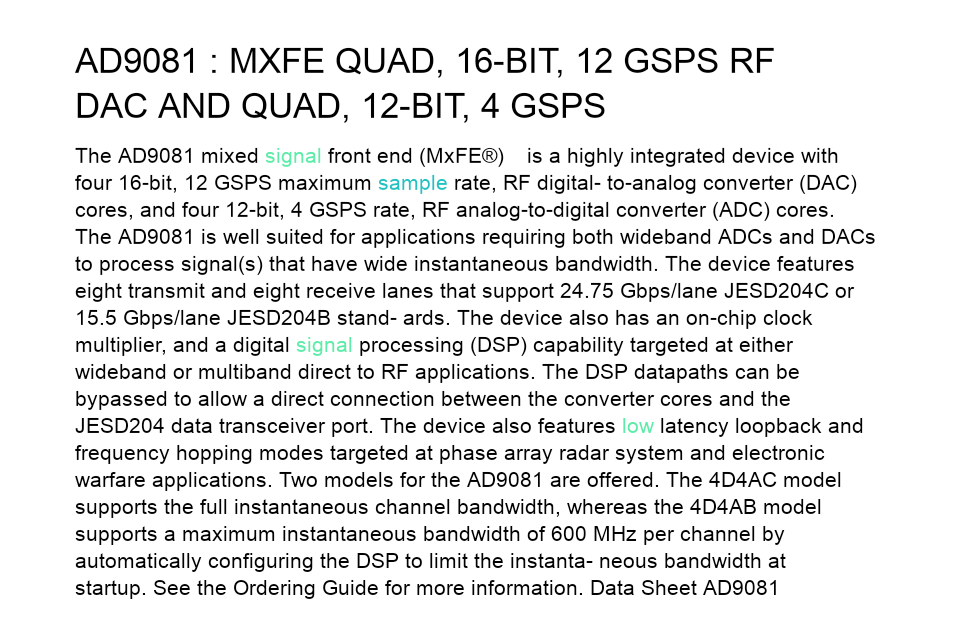 AD9081 : MXFE QUAD, 16-BIT, 12 GSPS RF
DAC AND QUAD, 12-BIT, 4 GSPS
The AD9081 mixed signal front end (MxFE®) is a highly integrated device with
four 16-bit, 12 GSPS maximum sample rate, RF digital- to-analog converter (DAC)
cores, and four 12-bit, 4 GSPS rate, RF analog-to-digital converter (ADC) cores.
The AD9081 is well suited for applications requiring both wideband ADCs and DACs
to process signal(s) that have wide instantaneous bandwidth. The device features
eight transmit and eight receive lanes that support 24.75 Gbps/lane JESD204C or
15.5 Gbps/lane JESD204B stand- ards. The device also has an on-chip clock
multiplier, and a digital signal processing (DSP) capability targeted at either
wideband or multiband direct to RF applications. The DSP datapaths can be
bypassed to allow a direct connection between the converter cores and the
JESD204 data transceiver port. The device also features low latency loopback and
frequency hopping modes targeted at phase array radar system and electronic
warfare applications. Two models for the AD9081 are offered. The 4D4AC model
supports the full instantaneous channel bandwidth, whereas the 4D4AB model
supports a maximum instantaneous bandwidth of 600 MHz per channel by
automatically configuring the DSP to limit the instanta- neous bandwidth at
startup. See the Ordering Guide for more information. Data Sheet AD9081